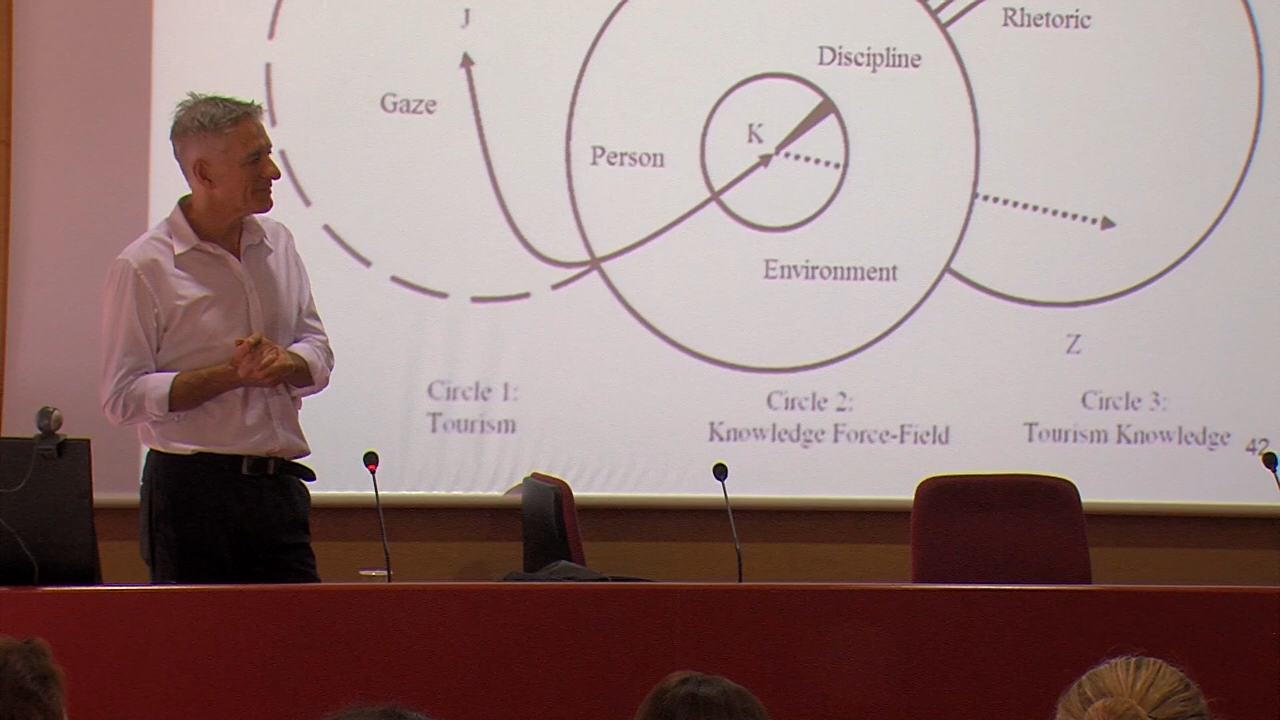 J
Rhetoric
Discipline
Gaze
K
Person
Environment
Z
Circle 1:
Tourism
Circle 2:
Knowledge Force-Field
Circle 3:
Tourism Knowledge
42